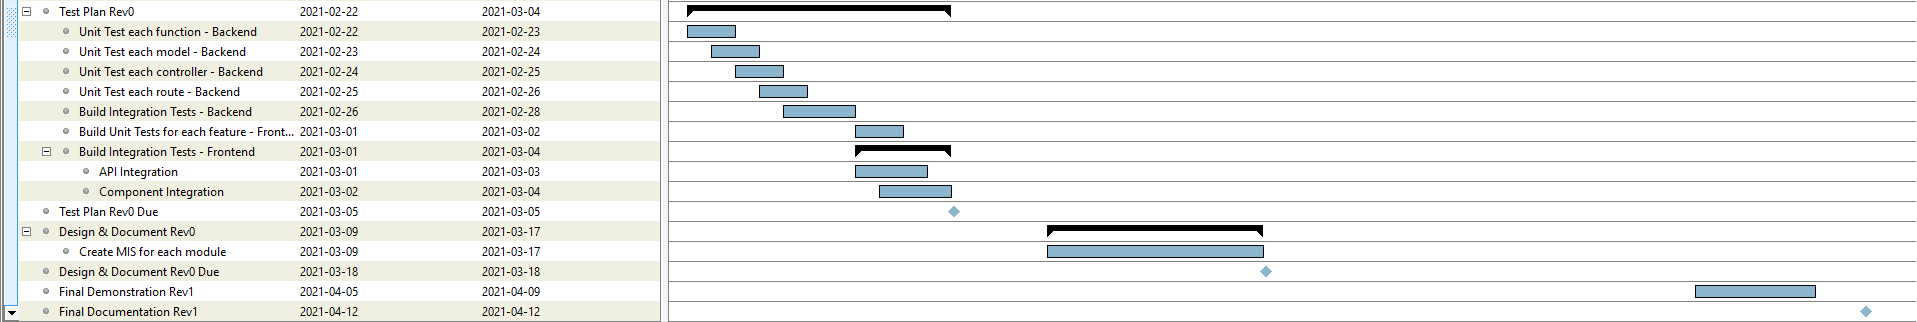 Test Plan Rev0 2021-02-22 2021-03-04
Unit Test each function - Backend 2021-02-22 2021-02-23
Unit Test each model - Backend 2021-02-23 2021-02-24
Unit Test each controller - Backend 2021-02-24 2021-02-25
Unit Test each route - Backend 2021-02-25 2021-02-26
Build Integration Tests - Backend 2021-02-26 2021-02-28
Build Unit Tests for each feature - Front... 2021-03-01 2021-03-02
Build Integration Tests - Frontend 2021-03-01 2021-03-04
API Integration 2021-03-01 2021-03-03
Component Integration 2021-03-02 2021-03-04
Test Plan Rev0 Due 2021-03-05 2021-03-05
Design & Document Rev0 2021-03-09 2021-03-17
Create MIS for each module 2021-03-09 2021-03-17
Design & Document Rev0 Due 2021-03-18 2021-03-18
Final Demonstration Rev1 2021-04-05 2021-04-09
Final Documentation Rev1 2021-04-12 2021-04-12